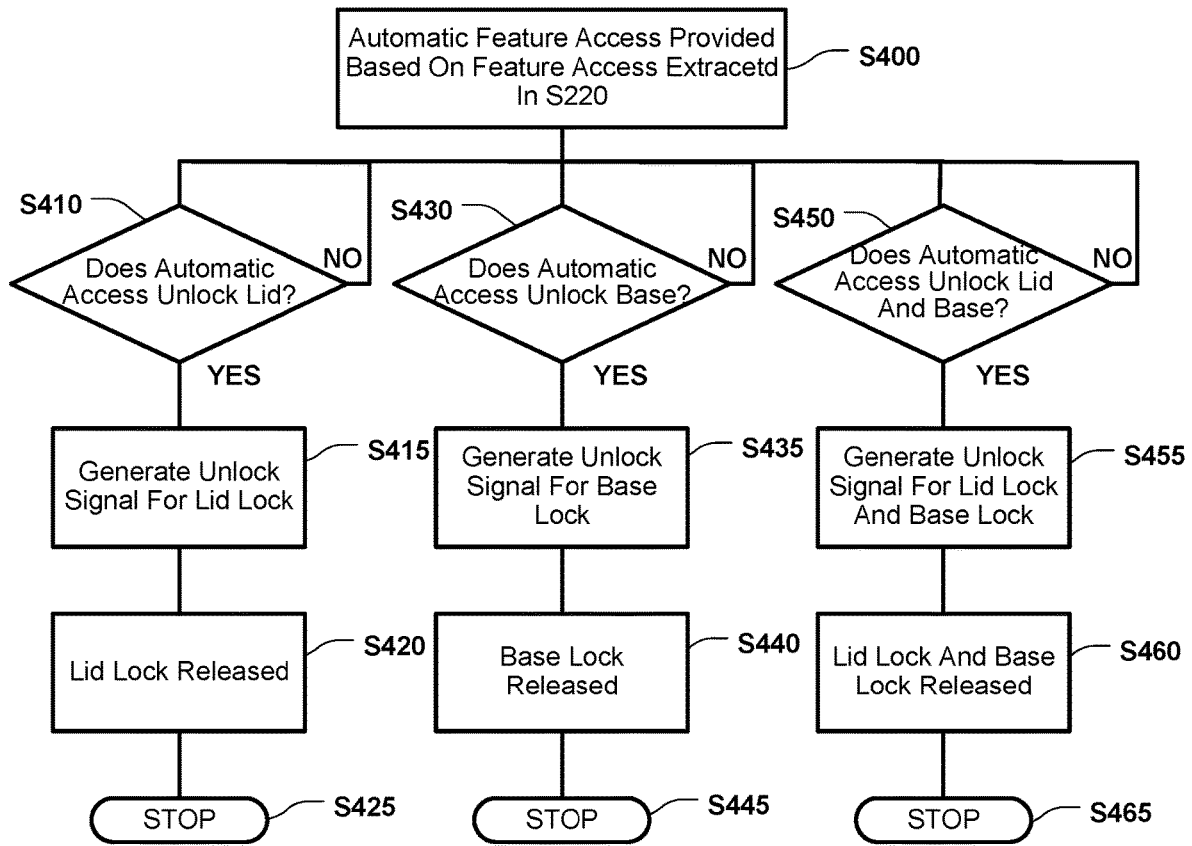 Automatic Feature Access Provided
Based On Feature Access Extracetd
In S220
S400
S410
Does Automatic
Access Unlock Lid?
NO
YES
S430
Does Automatic
Access Unlock Base?
NO
YES
S450
Does Automatic
Access Unlock Lid
And Base?
NO
YES
Generate Unlock
Signal For Lid Lock
S415
Generate Unlock
Signal For Base
Lock
S435
Generate Unlock
Signal For Lid Lock
And Base Lock
S455
Lid Lock Released
S420
Base Lock
Released
S440
Lid Lock And Base
Lock Released
S460
STOP
S425
STOP
S445
STOP
S465